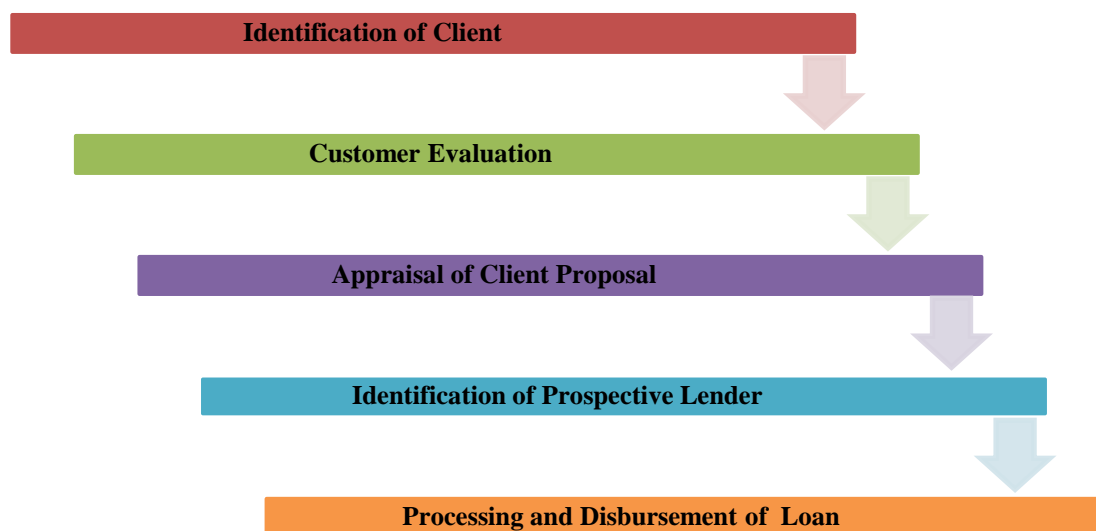 Identification of Client
Customer Evaluation
Appraisal of Client Proposal
Identification of Prospective Lender
Processing and Disbursement of Loan